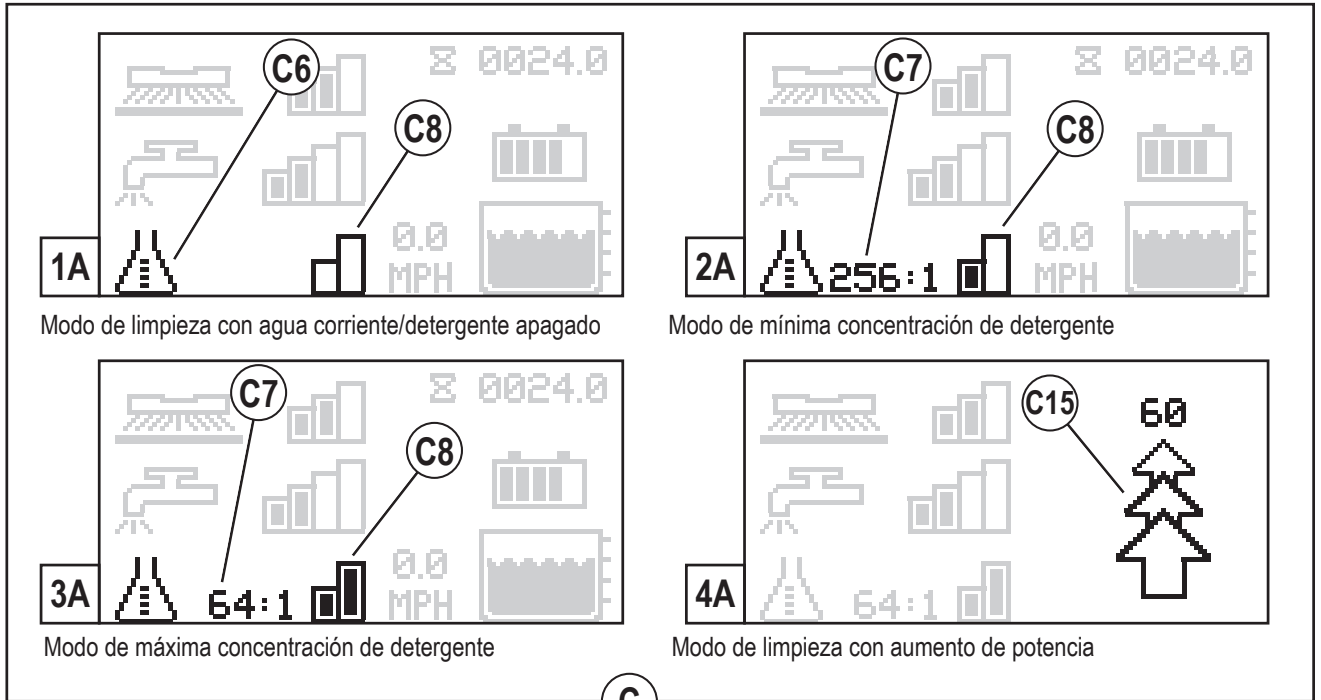 C6
C8
0024.0
0.0
MPH
1A
Modo de limpieza con agua corriente/detergente apagado
C7
C8
0024.0
0.0
MPH
2A
256:1
Modo de mínima concentración de detergente
C7
C8
0024.0
0.0
MPH
3A
64:1
Modo de máxima concentración de detergente
C15
60
4A
64:1
Modo de limpieza con aumento de potencia
C